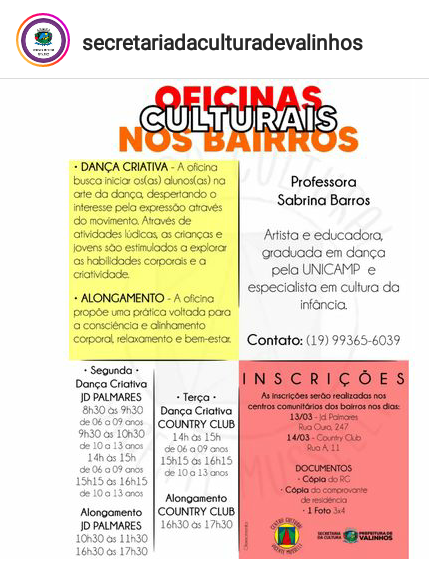 secretariadaculturadevalinhos
OFICINAS
CULTURAIS
NOS BAIRROS
• DANÇA CRIATIVA - A oficina
busca iniciar os(as) alunos(as) na
arte da dança, despertando o
interesse pela expressão através
do movimento. Através de
atividades lúdicas, as crianças e
jovens são estimulados a explorar
as habilidades corporais e a
criatividade.
• ALONGAMENTO - A oficina
propõe uma prática voltada para
a consciência e alinhamento
corporal, relaxamento e bem-estar.
Professora
Sabrina Barros
Artista e educadora,
graduada em dança
pela UNICAMP e
especialista em cultura da
infância.
Contato: (19) 99365-6039
• Segunda •
Dança Criativa
JD PALMARES
8h30 às 9h30
de 06 a 09 anos
9h30 às 10h30
de 10 a 13 anos
14h às 15h
de 06 a 09 anos
15h15 às 16h15
de 10 a 13 anos
Alongamento
JD PALMARES
10h30 às 11h30
16h30 às 17h30
• Terça •
Dança Criativa
COUNTRY CLUB
14h às 15h
de 06 a 09 anos
15h15 às 16h15
de 10 a 13 anos
Alongamento
COUNTRY CLUB
16h30 às 17h30
INSCRIÇÕES
As inscrições serão realizadas nos
centros comunitários dos bairros nos dias:
13/03 - Jd. Palmares
Rua Ouro, 247
14/03 - Country Club
Rua A, 11
DOCUMENTOS
• Cópia do RG
• Cópia do comprovante
de residência
• 1 Foto 3x4
CENTRO CULTURAL
VICENTE MUSSELLI
SECRETARIA
DA CULTURA
PREFEITURA DE
VALINHOS